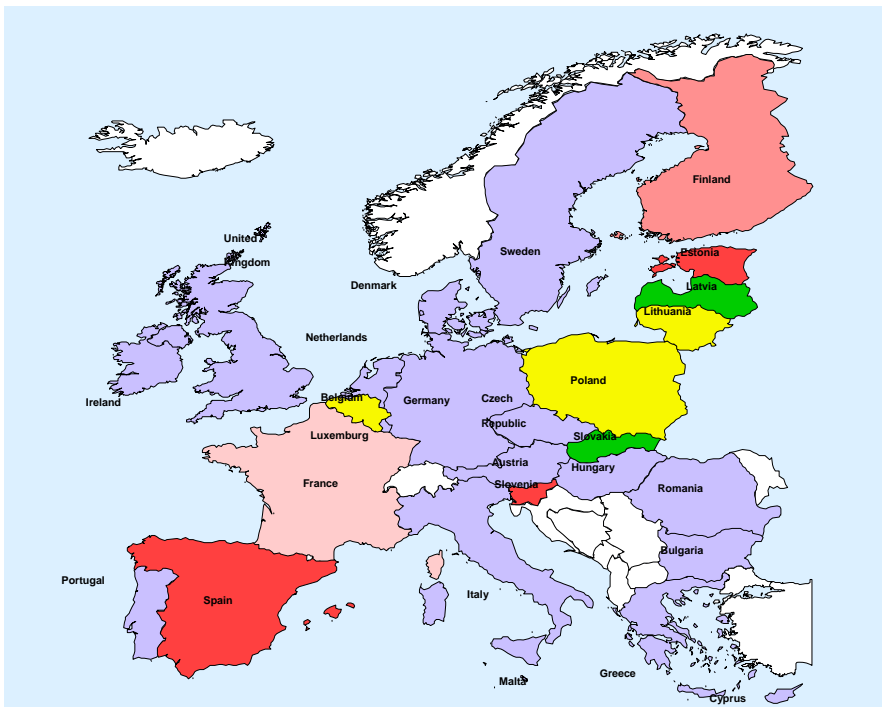 Finland
United
Kingdom
Sweden
Estonia
Denmark
Latvia
Lithuania
Netherlands
Poland
Ireland
Belgium
Germany
Czech
Republic
Luxemburg
Slovakia
Austria
Hungary
France
Slovenia
Romania
Bulgaria
Portugal
Spain
Italy
Greece
Malta
Cyprus